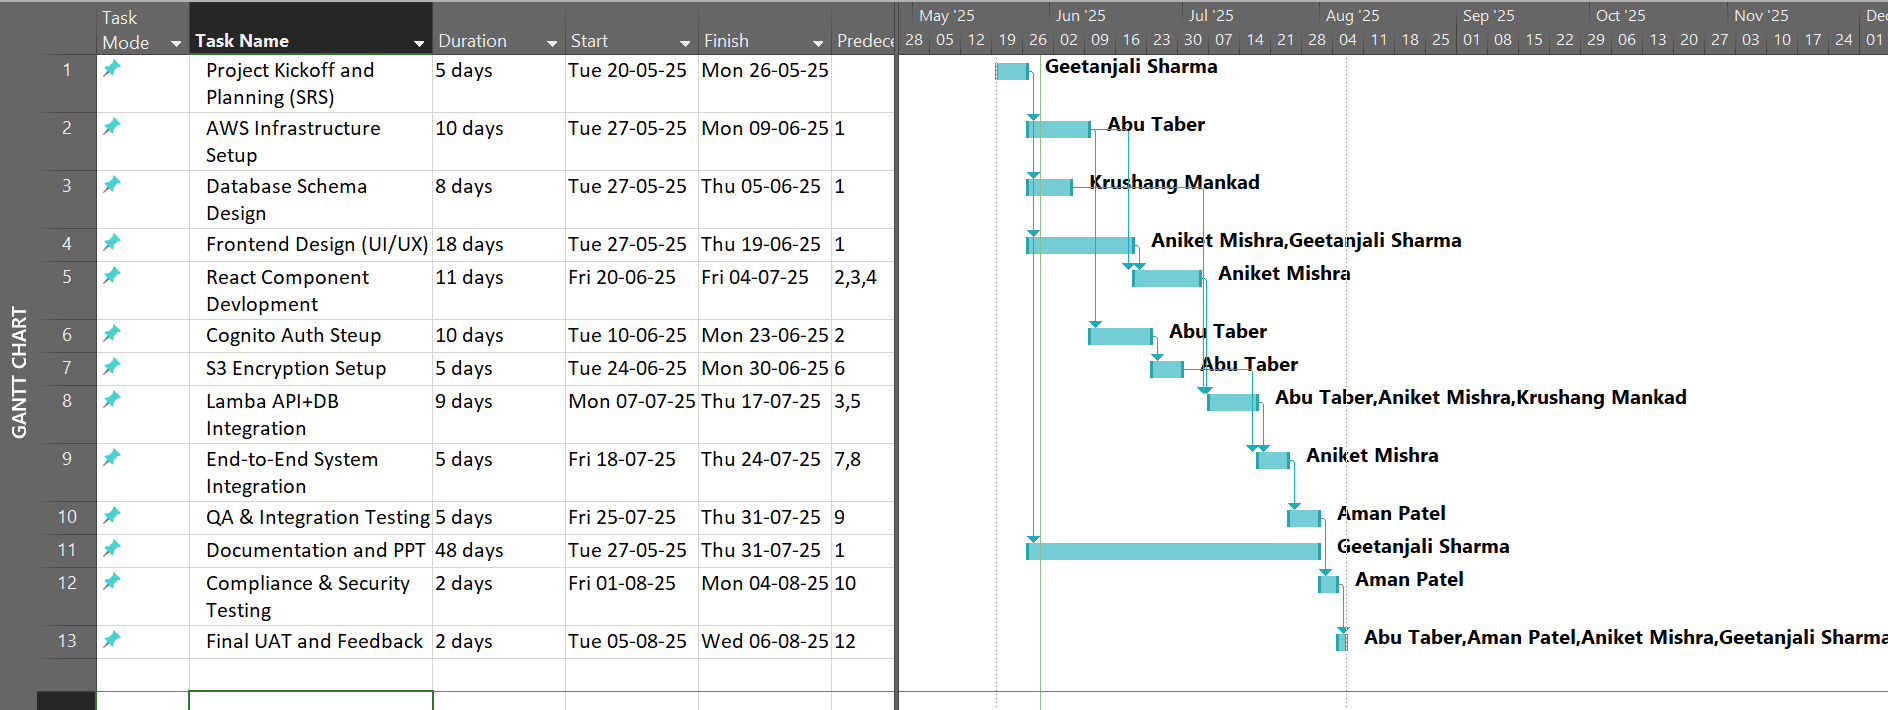 GANTT CHART
Task Mode Task Name Duration Start Finish Predece
May '25 Jun '25 Jul '25 Aug '25 Sep '25 Oct '25 Nov '25 Dec
28 05 12 19 26 02 09 16 23 30 07 14 21 28 04 11 18 25 01 08 15 22 29 06 13 20 27 03 10 17 24 01
1 Project Kickoff and Planning (SRS) 5 days Tue 20-05-25 Mon 26-05-25 Geetanjali Sharma
2 AWS Infrastructure Setup 10 days Tue 27-05-25 Mon 09-06-25 1 Abu Taber
3 Database Schema Design 8 days Tue 27-05-25 Thu 05-06-25 1 Krushang Mankad
4 Frontend Design (UI/UX) 18 days Tue 27-05-25 Thu 19-06-25 1 Aniket Mishra,Geetanjali Sharma
5 React Component Devlopment 11 days Fri 20-06-25 Fri 04-07-25 2,3,4 Aniket Mishra
6 Cognito Auth Steup 10 days Tue 10-06-25 Mon 23-06-25 2 Abu Taber
7 S3 Encryption Setup 5 days Tue 24-06-25 Mon 30-06-25 6 Abu Taber
8 Lamba API+DB Integration 9 days Mon 07-07-25 Thu 17-07-25 3,5 Abu Taber,Aniket Mishra,Krushang Mankad
9 End-to-End System Integration 5 days Fri 18-07-25 Thu 24-07-25 7,8 Aniket Mishra
10 QA & Integration Testing 5 days Fri 25-07-25 Thu 31-07-25 9 Aman Patel
11 Documentation and PPT 48 days Tue 27-05-25 Thu 31-07-25 1 Geetanjali Sharma
12 Compliance & Security Testing 2 days Fri 01-08-25 Mon 04-08-25 10 Aman Patel
13 Final UAT and Feedback 2 days Tue 05-08-25 Wed 06-08-25 12 Abu Taber,Aman Patel,Aniket Mishra,Geetanjali Sharma